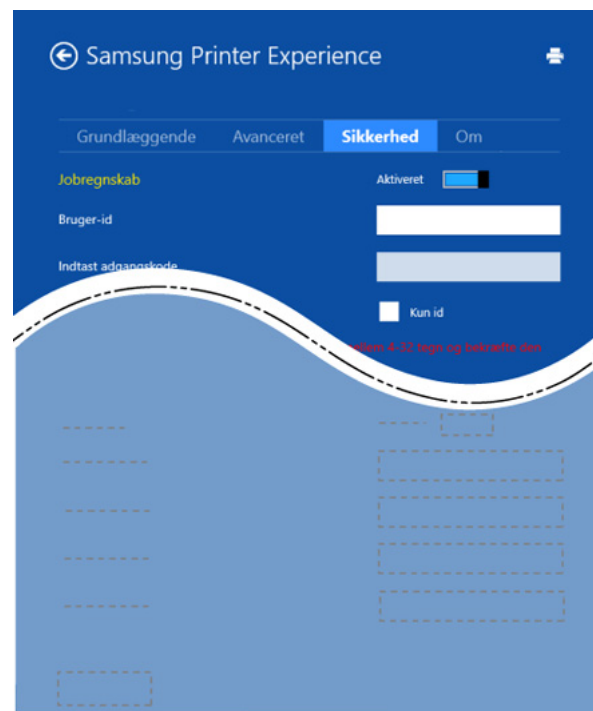 Samsung Printer Experience
Grundlæggende Avanceret Sikkerhed Om
Jobregnskab Aktiveret
Bruger-id
Indtast adgangskode
Kun id
mellem 4-32 tegn og bekræfte den